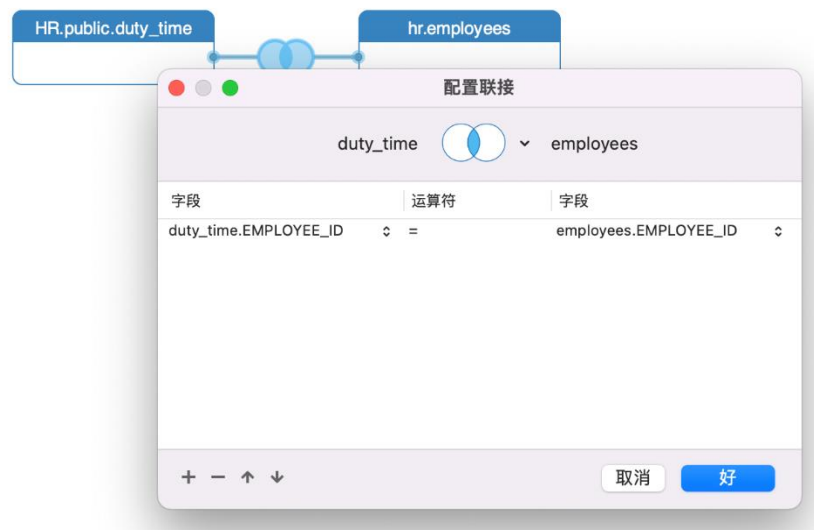 HR.public.duty_time hr.employees
配置联接
duty_time employees
字段 运算符 字段
duty_time.EMPLOYEE_ID = employees.EMPLOYEE_ID
取消 好